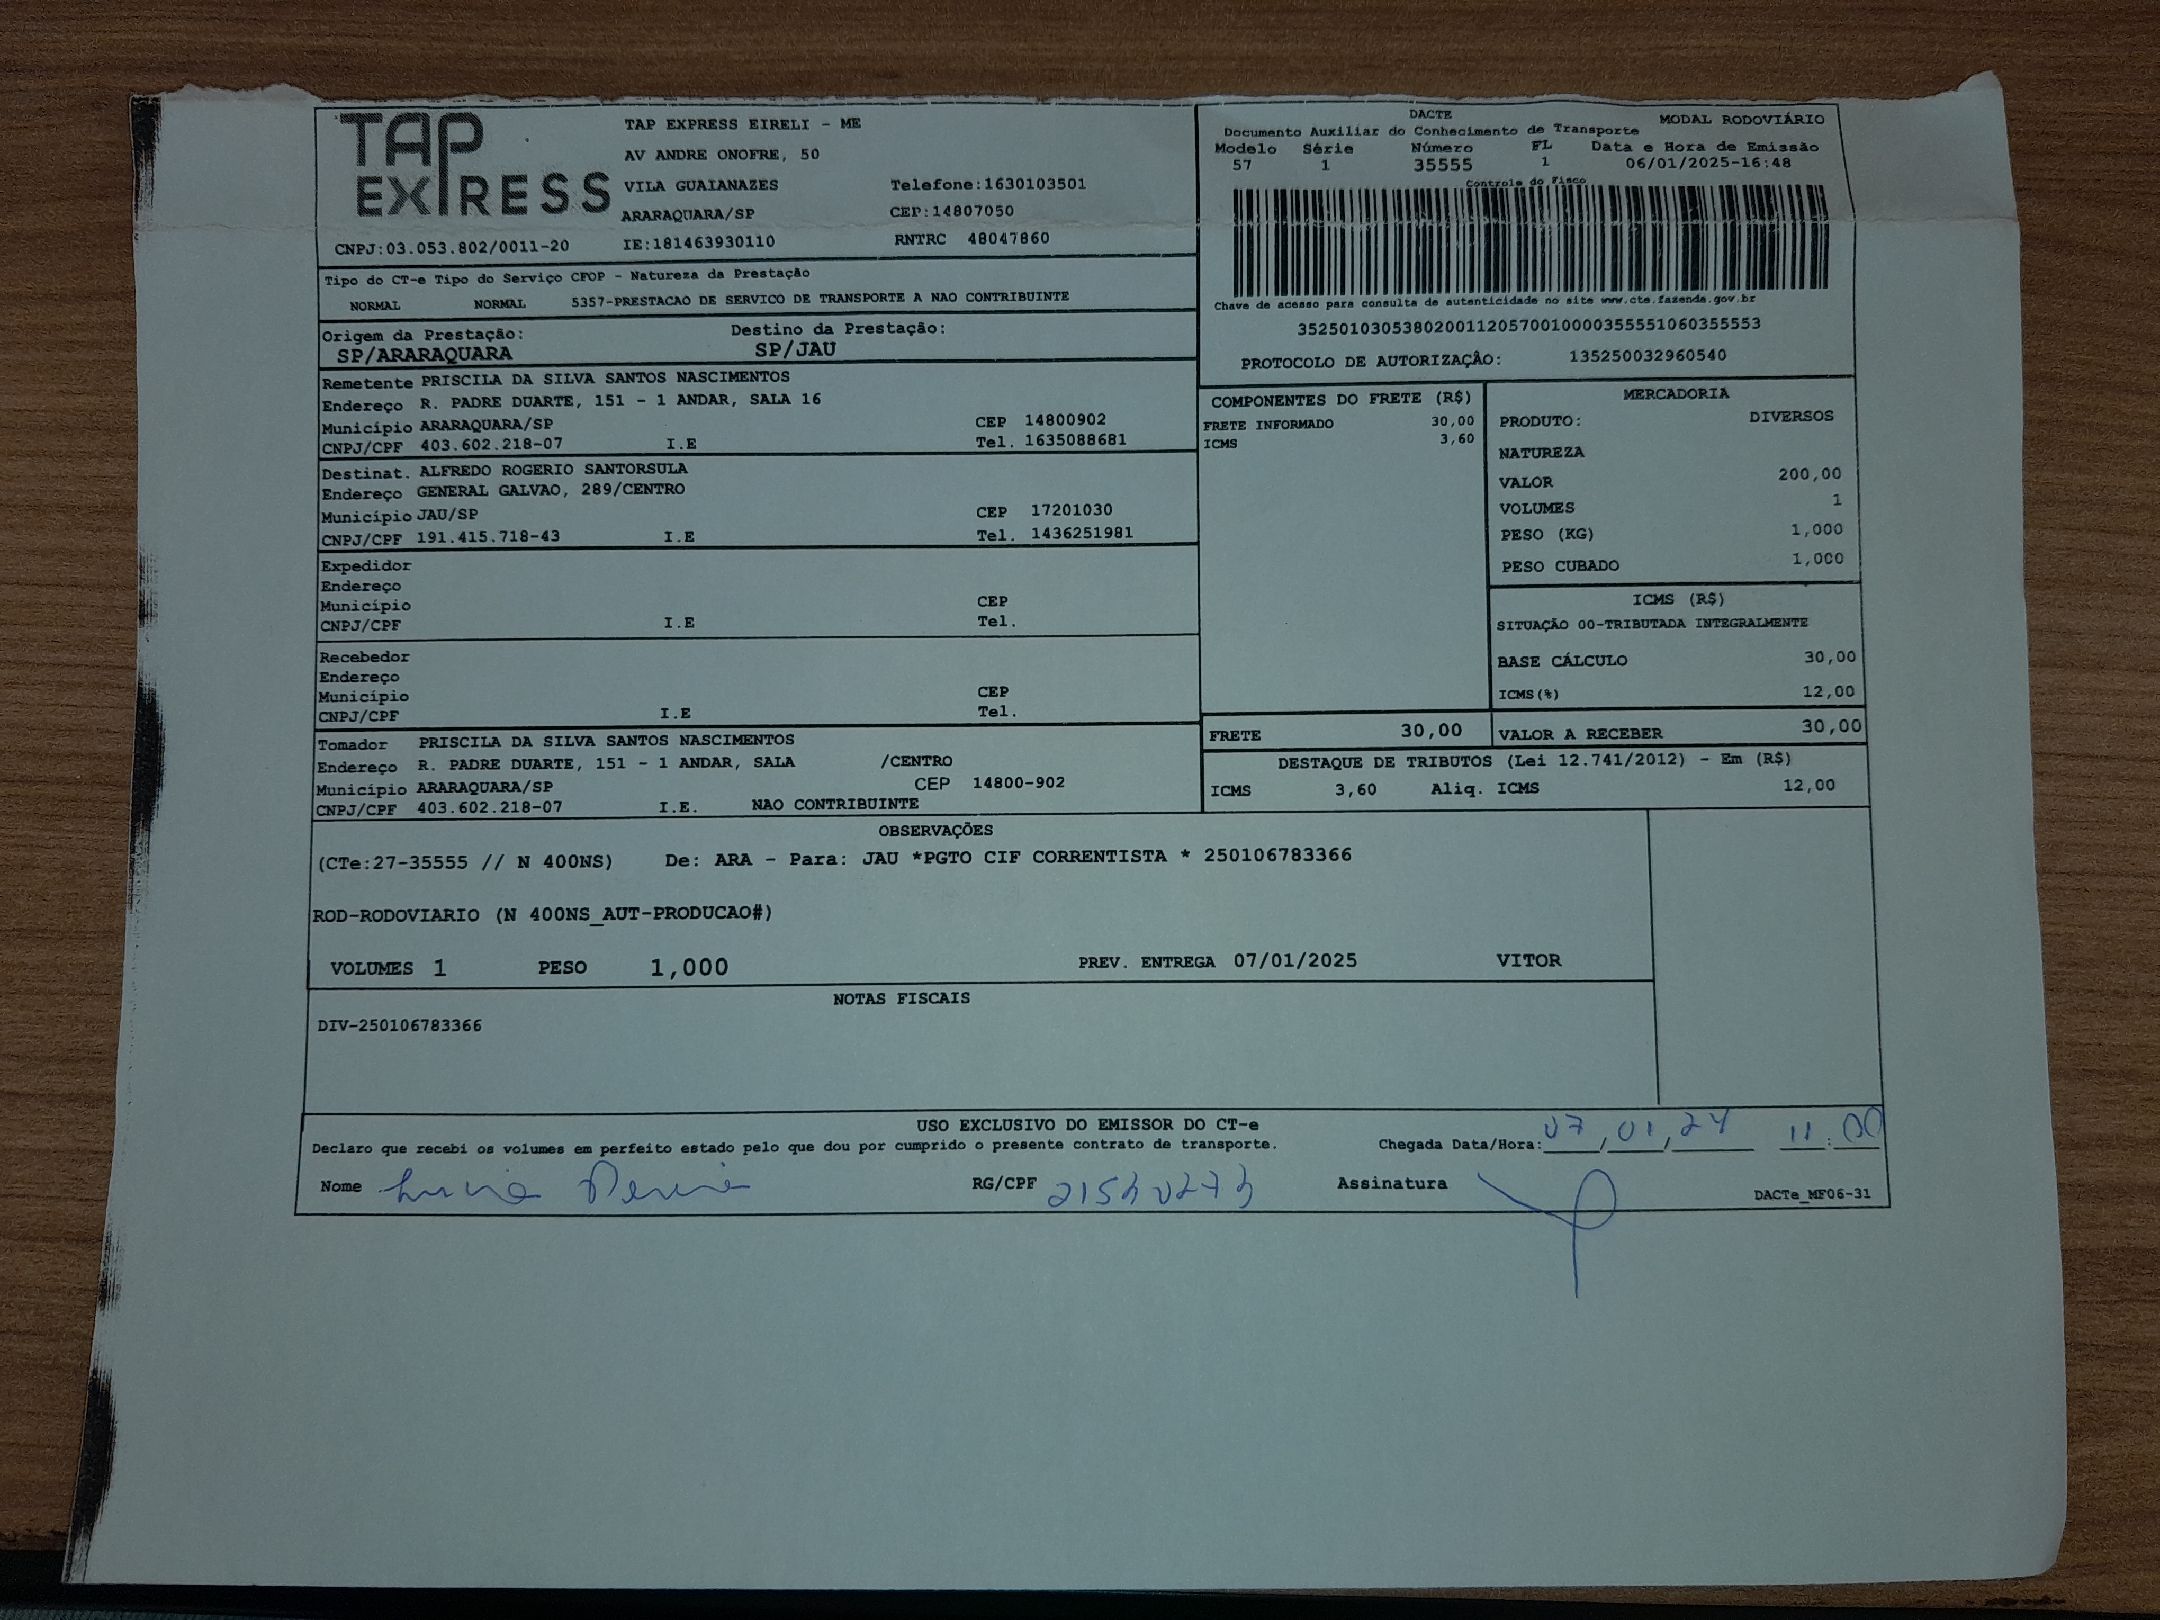 TAP EXPRESS
TAP EXPRESS EIRELI - ME
AV ANDRE ONOFRE, 50
VILA GUAIANAZES Telefone:1630103501
ARARAQUARA/SP CEP:14807050
CNPJ:03.053.802/0011-20 IE:181463930110 RNTRC 48047860
DACTE MODAL RODOVIÁRIO
Documento Auxiliar do Conhecimento de Transporte
Modelo Série Número FL Data e Hora de Emissão
57 1 35555 1 06/01/2025-16:48
Controle do Fisco
Chave de acesso para consulta de autenticidade no site www.cte.fazenda.gov.br
35250103053802001120570010000355551060355553
PROTOCOLO DE AUTORIZAÇÃO: 135250032960540
Tipo do CT-e Tipo do Serviço CFOP - Natureza da Prestação
NORMAL NORMAL 5357-PRESTACAO DE SERVICO DE TRANSPORTE A NAO CONTRIBUINTE
Origem da Prestação: Destino da Prestação:
SP/ARARAQUARA SP/JAU
Remetente PRISCILA DA SILVA SANTOS NASCIMENTOS
Endereço R. PADRE DUARTE, 151 - 1 ANDAR, SALA 16
Município ARARAQUARA/SP CEP 14800902
CNPJ/CPF 403.602.218-07 I.E Tel. 1635088681
Destinat. ALFREDO ROGERIO SANTORSULA
Endereço GENERAL GALVAO, 289/CENTRO
Município JAU/SP CEP 17201030
CNPJ/CPF 191.415.718-43 I.E Tel. 1436251981
Expedidor
Endereço
Município CEP
CNPJ/CPF I.E Tel.
Recebedor
Endereço
Município CEP
CNPJ/CPF I.E Tel.
Tomador PRISCILA DA SILVA SANTOS NASCIMENTOS
Endereço R. PADRE DUARTE, 151 - 1 ANDAR, SALA /CENTRO
Município ARARAQUARA/SP CEP 14800-902
CNPJ/CPF 403.602.218-07 I.E. NAO CONTRIBUINTE
COMPONENTES DO FRETE (R$)
FRETE INFORMADO 30,00
ICMS 3,60
MERCADORIA
PRODUTO: DIVERSOS
NATUREZA
VALOR 200,00
VOLUMES 1
PESO (KG) 1,000
PESO CUBADO 1,000
ICMS (R$)
SITUAÇÃO 00-TRIBUTADA INTEGRALMENTE
BASE CÁLCULO 30,00
ICMS(%) 12,00
FRETE 30,00 VALOR A RECEBER 30,00
DESTAQUE DE TRIBUTOS (Lei 12.741/2012) - Em (R$)
ICMS 3,60 Aliq. ICMS 12,00
OBSERVAÇÕES
(CTe:27-35555 // N 400NS) De: ARA - Para: JAU *PGTO CIF CORRENTISTA * 250106783366
ROD-RODOVIARIO (N 400NS_AUT-PRODUCAO#)
VOLUMES 1 PESO 1,000 PREV. ENTREGA 07/01/2025 VITOR
NOTAS FISCAIS
DIV-250106783366
USO EXCLUSIVO DO EMISSOR DO CT-e
Declaro que recebi os volumes em perfeito estado pelo que dou por cumprido o presente contrato de transporte. Chegada Data/Hora: 07,01,24 11:00
Nome RG/CPF Assinatura
DACTe_MF06-31